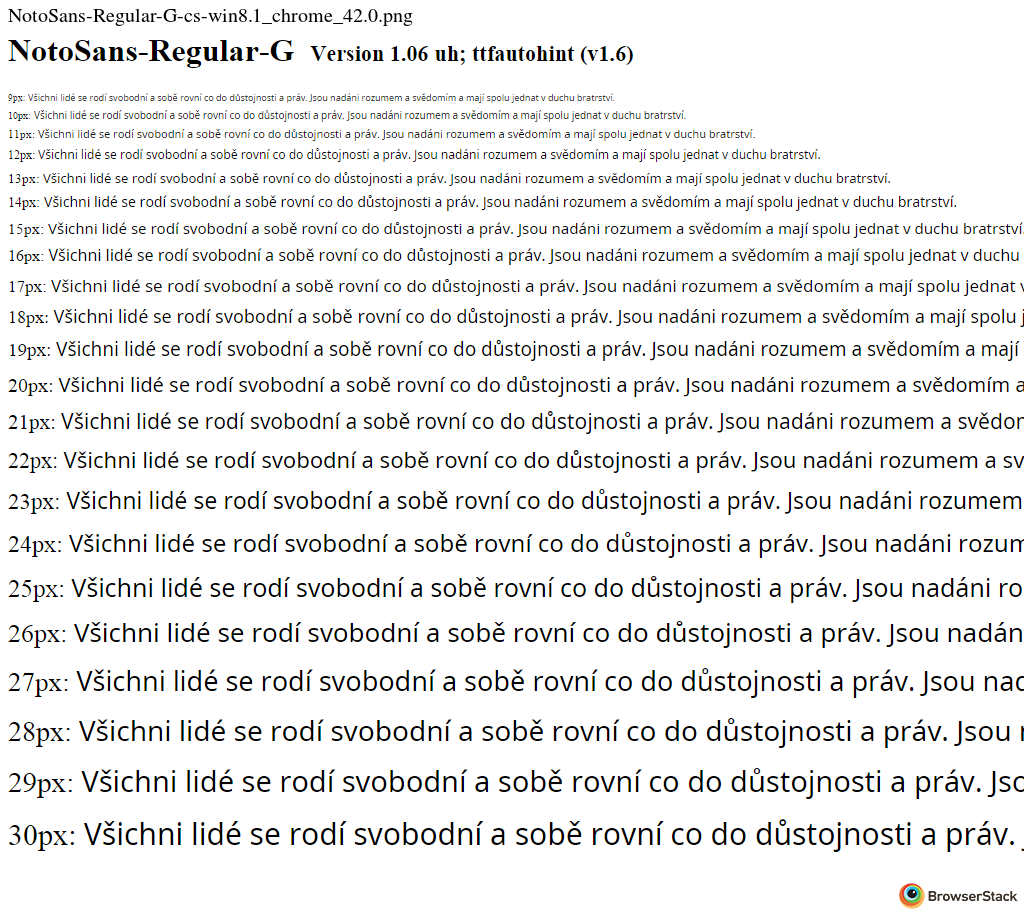 NotoSans-Regular-G-cs-win8.1_chrome_42.0.png
NotoSans-Regular-G Version 1.06 uh; ttfautohint (v1.6)
9px: Všichni lidé se rodí svobodní a sobě rovní co do důstojnosti a práv. Jsou nadáni rozumem a svědomím a mají spolu jednat v duchu bratrství.
10px: Všichni lidé se rodí svobodní a sobě rovní co do důstojnosti a práv. Jsou nadáni rozumem a svědomím a mají spolu jednat v duchu bratrství.
11px: Všichni lidé se rodí svobodní a sobě rovní co do důstojnosti a práv. Jsou nadáni rozumem a svědomím a mají spolu jednat v duchu bratrství.
12px: Všichni lidé se rodí svobodní a sobě rovní co do důstojnosti a práv. Jsou nadáni rozumem a svědomím a mají spolu jednat v duchu bratrství.
13px: Všichni lidé se rodí svobodní a sobě rovní co do důstojnosti a práv. Jsou nadáni rozumem a svědomím a mají spolu jednat v duchu bratrství.
14px: Všichni lidé se rodí svobodní a sobě rovní co do důstojnosti a práv. Jsou nadáni rozumem a svědomím a mají spolu jednat v duchu bratrství.
15px: Všichni lidé se rodí svobodní a sobě rovní co do důstojnosti a práv. Jsou nadáni rozumem a svědomím a mají spolu jednat v duchu bratrství.
16px: Všichni lidé se rodí svobodní a sobě rovní co do důstojnosti a práv. Jsou nadáni rozumem a svědomím a mají spolu jednat v duchu
17px: Všichni lidé se rodí svobodní a sobě rovní co do důstojnosti a práv. Jsou nadáni rozumem a svědomím a mají spolu jednat v
18px: Všichni lidé se rodí svobodní a sobě rovní co do důstojnosti a práv. Jsou nadáni rozumem a svědomím a mají spolu j
19px: Všichni lidé se rodí svobodní a sobě rovní co do důstojnosti a práv. Jsou nadáni rozumem a svědomím a mají
20px: Všichni lidé se rodí svobodní a sobě rovní co do důstojnosti a práv. Jsou nadáni rozumem a svědomím a
21px: Všichni lidé se rodí svobodní a sobě rovní co do důstojnosti a práv. Jsou nadáni rozumem a svědom
22px: Všichni lidé se rodí svobodní a sobě rovní co do důstojnosti a práv. Jsou nadáni rozumem a sv
23px: Všichni lidé se rodí svobodní a sobě rovní co do důstojnosti a práv. Jsou nadáni rozumem
24px: Všichni lidé se rodí svobodní a sobě rovní co do důstojnosti a práv. Jsou nadáni rozum
25px: Všichni lidé se rodí svobodní a sobě rovní co do důstojnosti a práv. Jsou nadáni ro
26px: Všichni lidé se rodí svobodní a sobě rovní co do důstojnosti a práv. Jsou nadán
27px: Všichni lidé se rodí svobodní a sobě rovní co do důstojnosti a práv. Jsou nad
28px: Všichni lidé se rodí svobodní a sobě rovní co do důstojnosti a práv. Jsou
29px: Všichni lidé se rodí svobodní a sobě rovní co do důstojnosti a práv. Jso
30px: Všichni lidé se rodí svobodní a sobě rovní co do důstojnosti a práv.
BrowserStack